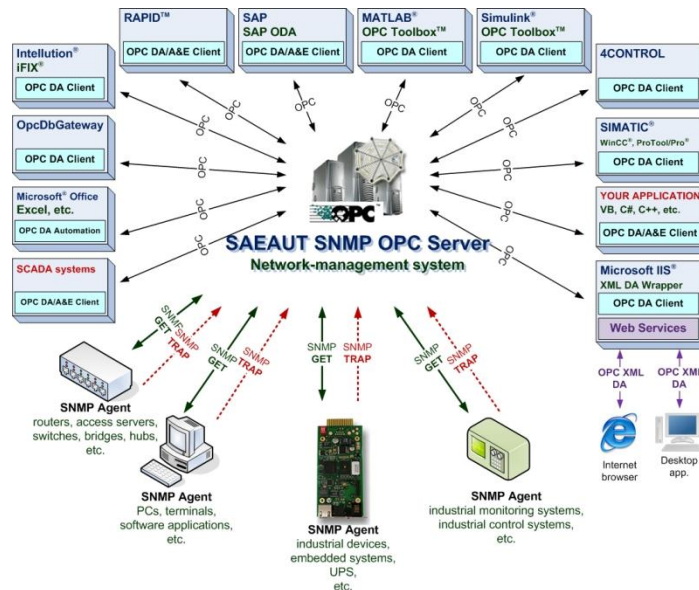 RAPID™
OPC DA/A&E Client
SAP
SAP ODA
OPC DA/A&E Client
MATLAB®
OPC Toolbox™
OPC DA Client
Simulink®
OPC Toolbox™
OPC DA Client
Intellution®
iFIX®
OPC DA Client
4CONTROL
OPC DA Client
OpcDbGateway
OPC DA Client
SIMATIC®
WinCC®, ProTool/Pro®
OPC DA Client
Microsoft® Office
Excel, etc.
OPC DA Automation
YOUR APPLICATION
VB, C#, C++, etc.
OPC DA/A&E Client
SCADA systems
OPC DA/A&E Client
Microsoft IIS®
XML DA Wrapper
OPC DA Client
Web Services
OPC
OPC
OPC
OPC
OPC
OPC
OPC
OPC
OPC
OPC
OPC
OPC
OPC
SAEAUT SNMP OPC Server
Network-management system
SNMP
GET
SNMP
TRAP
SNMP
GET
SNMP
TRAP
SNMP
GET
SNMP
TRAP
SNMP
GET
SNMP
TRAP
OPC XML
DA
OPC XML
DA
Internet
browser
Desktop
app.
SNMP Agent
routers, access servers,
switches, bridges, hubs,
etc.
SNMP Agent
PCs, terminals,
software applications,
etc.
SNMP Agent
industrial devices,
embedded systems,
UPS,
etc.
SNMP Agent
industrial monitoring systems,
industrial control systems,
etc.